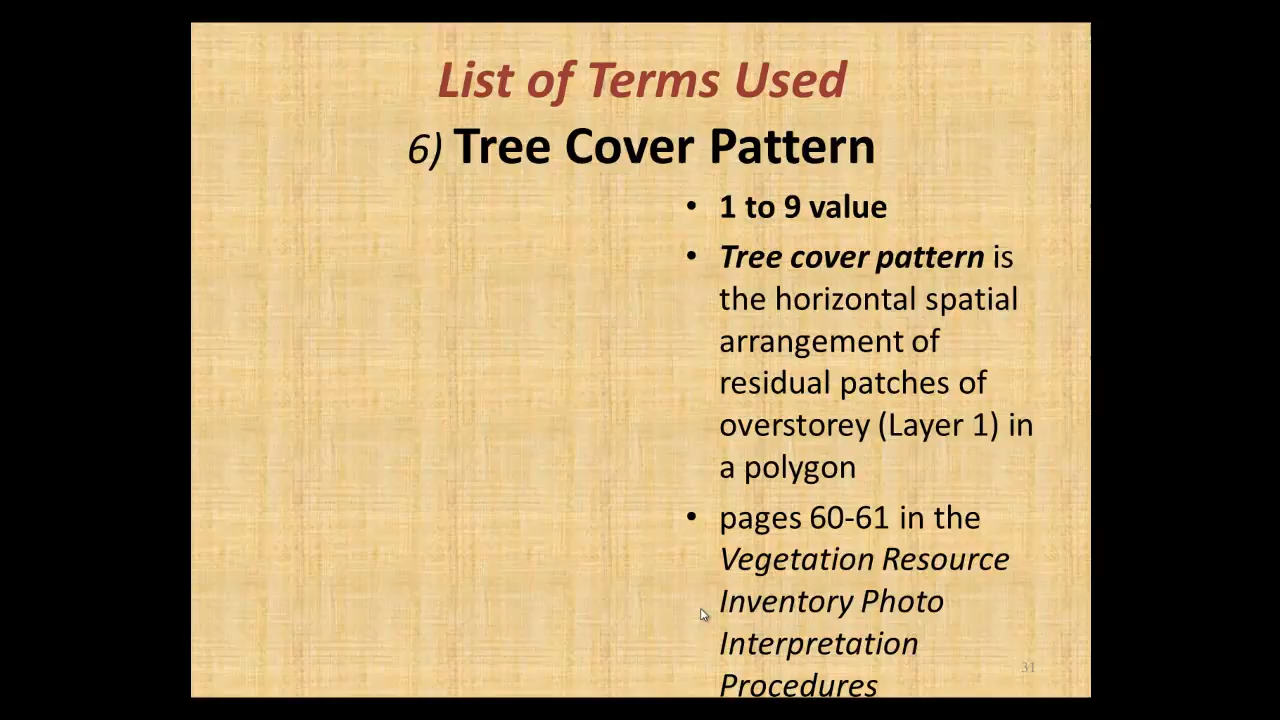 List of Terms Used
6) Tree Cover Pattern
• 1 to 9 value
• Tree cover pattern is
the horizontal spatial
arrangement of
residual patches of
overstorey (Layer 1) in
a polygon
• pages 60-61 in the
Vegetation Resource
Inventory Photo
Interpretation
Procedures
31